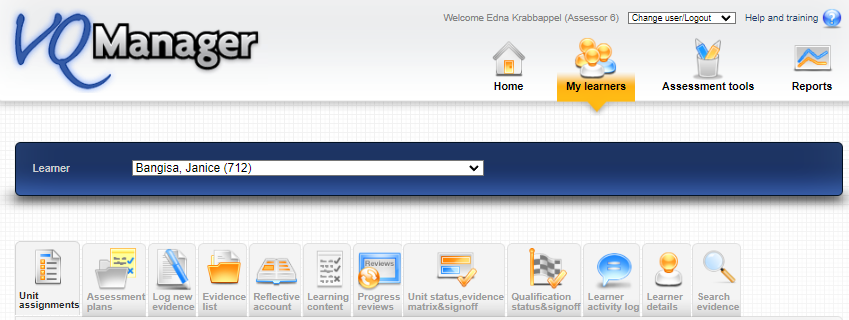 VQManager
Welcome Edna Krabbappel (Assessor 6) Change user/Logout Help and training ?
Home My learners Assessment tools Reports
Learner Bangisa, Janice (712)
Reviews
Unit assignments
Assessment plans
Log new evidence
Evidence list
Reflective account
Learning content
Progress reviews
Unit status,evidence matrix&signoff
Qualification status&signoff
Learner activity log
Learner details
Search evidence